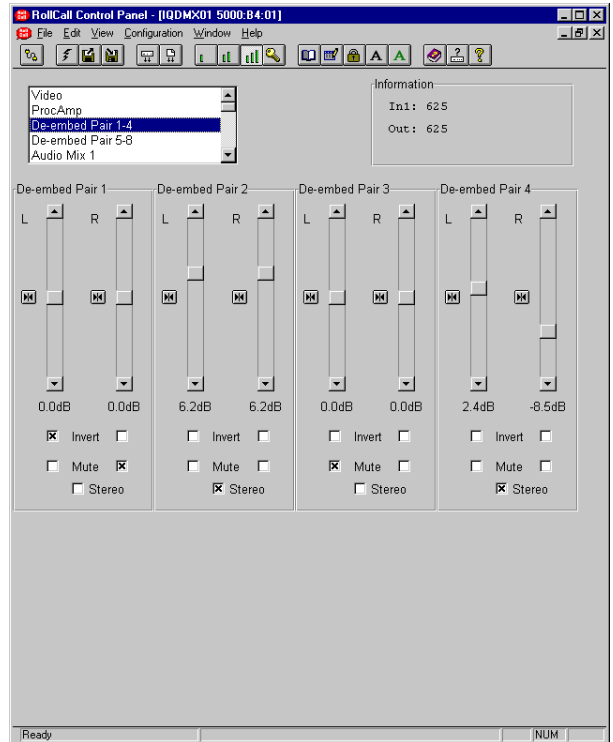 RollCall Control Panel - [IQDMX01 5000:B4:01]
File Edit View Configuration Window Help
A A
Video
ProcAmp
De-embed Pair 1-4
De-embed Pair 5-8
Audio Mix 1
Information
In1: 625
Out: 625
De-embed Pair 1 De-embed Pair 2 De-embed Pair 3 De-embed Pair 4
L R L R L R L R
0.0dB 0.0dB 6.2dB 6.2dB 0.0dB 0.0dB 2.4dB -8.5dB
Invert Invert Invert Invert
Mute Mute Mute Mute
Stereo Stereo Stereo Stereo
Ready NUM